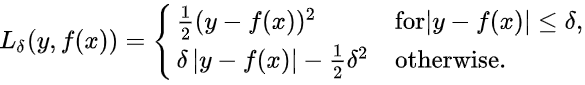 L_δ(y, f(x)) = { ½(y − f(x))² for|y − f(x)| ≤ δ,
δ |y − f(x)| − ½δ² otherwise.